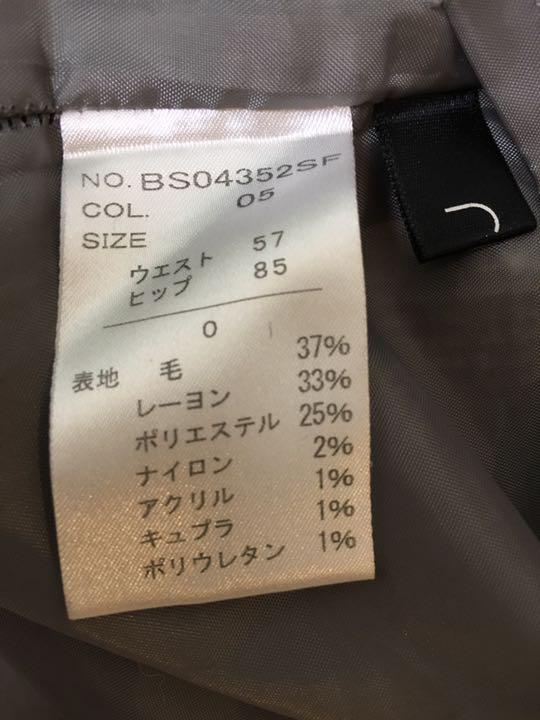 NO. BS04352SF
COL. 05
SIZE
ウエスト 57
ヒップ 85
0
表地 毛 37%
レーヨン 33%
ポリエステル 25%
ナイロン 2%
アクリル 1%
キュプラ 1%
ポリウレタン 1%